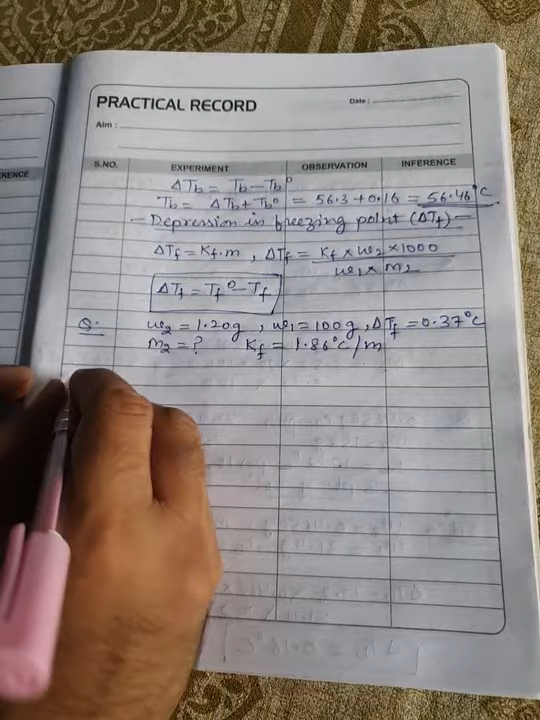 RENCE
PRACTICAL RECORD
Date :
Aim :
S.NO. EXPERIMENT OBSERVATION INFERENCE
ΔTb = Tb – Tb°
Tb = ΔTb + Tb° = 56.3 + 0.16 = 56.46°C
– Depression in freezing point (ΔTf) –
ΔTf = Kf . m , ΔTf = Kf × w2 × 1000 / w1 × M2
ΔTf = Tf° – Tf
Q. w2 = 1.20g , w1 = 100g , ΔTf = 0.37°C
M2 = ? Kf = 1.86°C/m